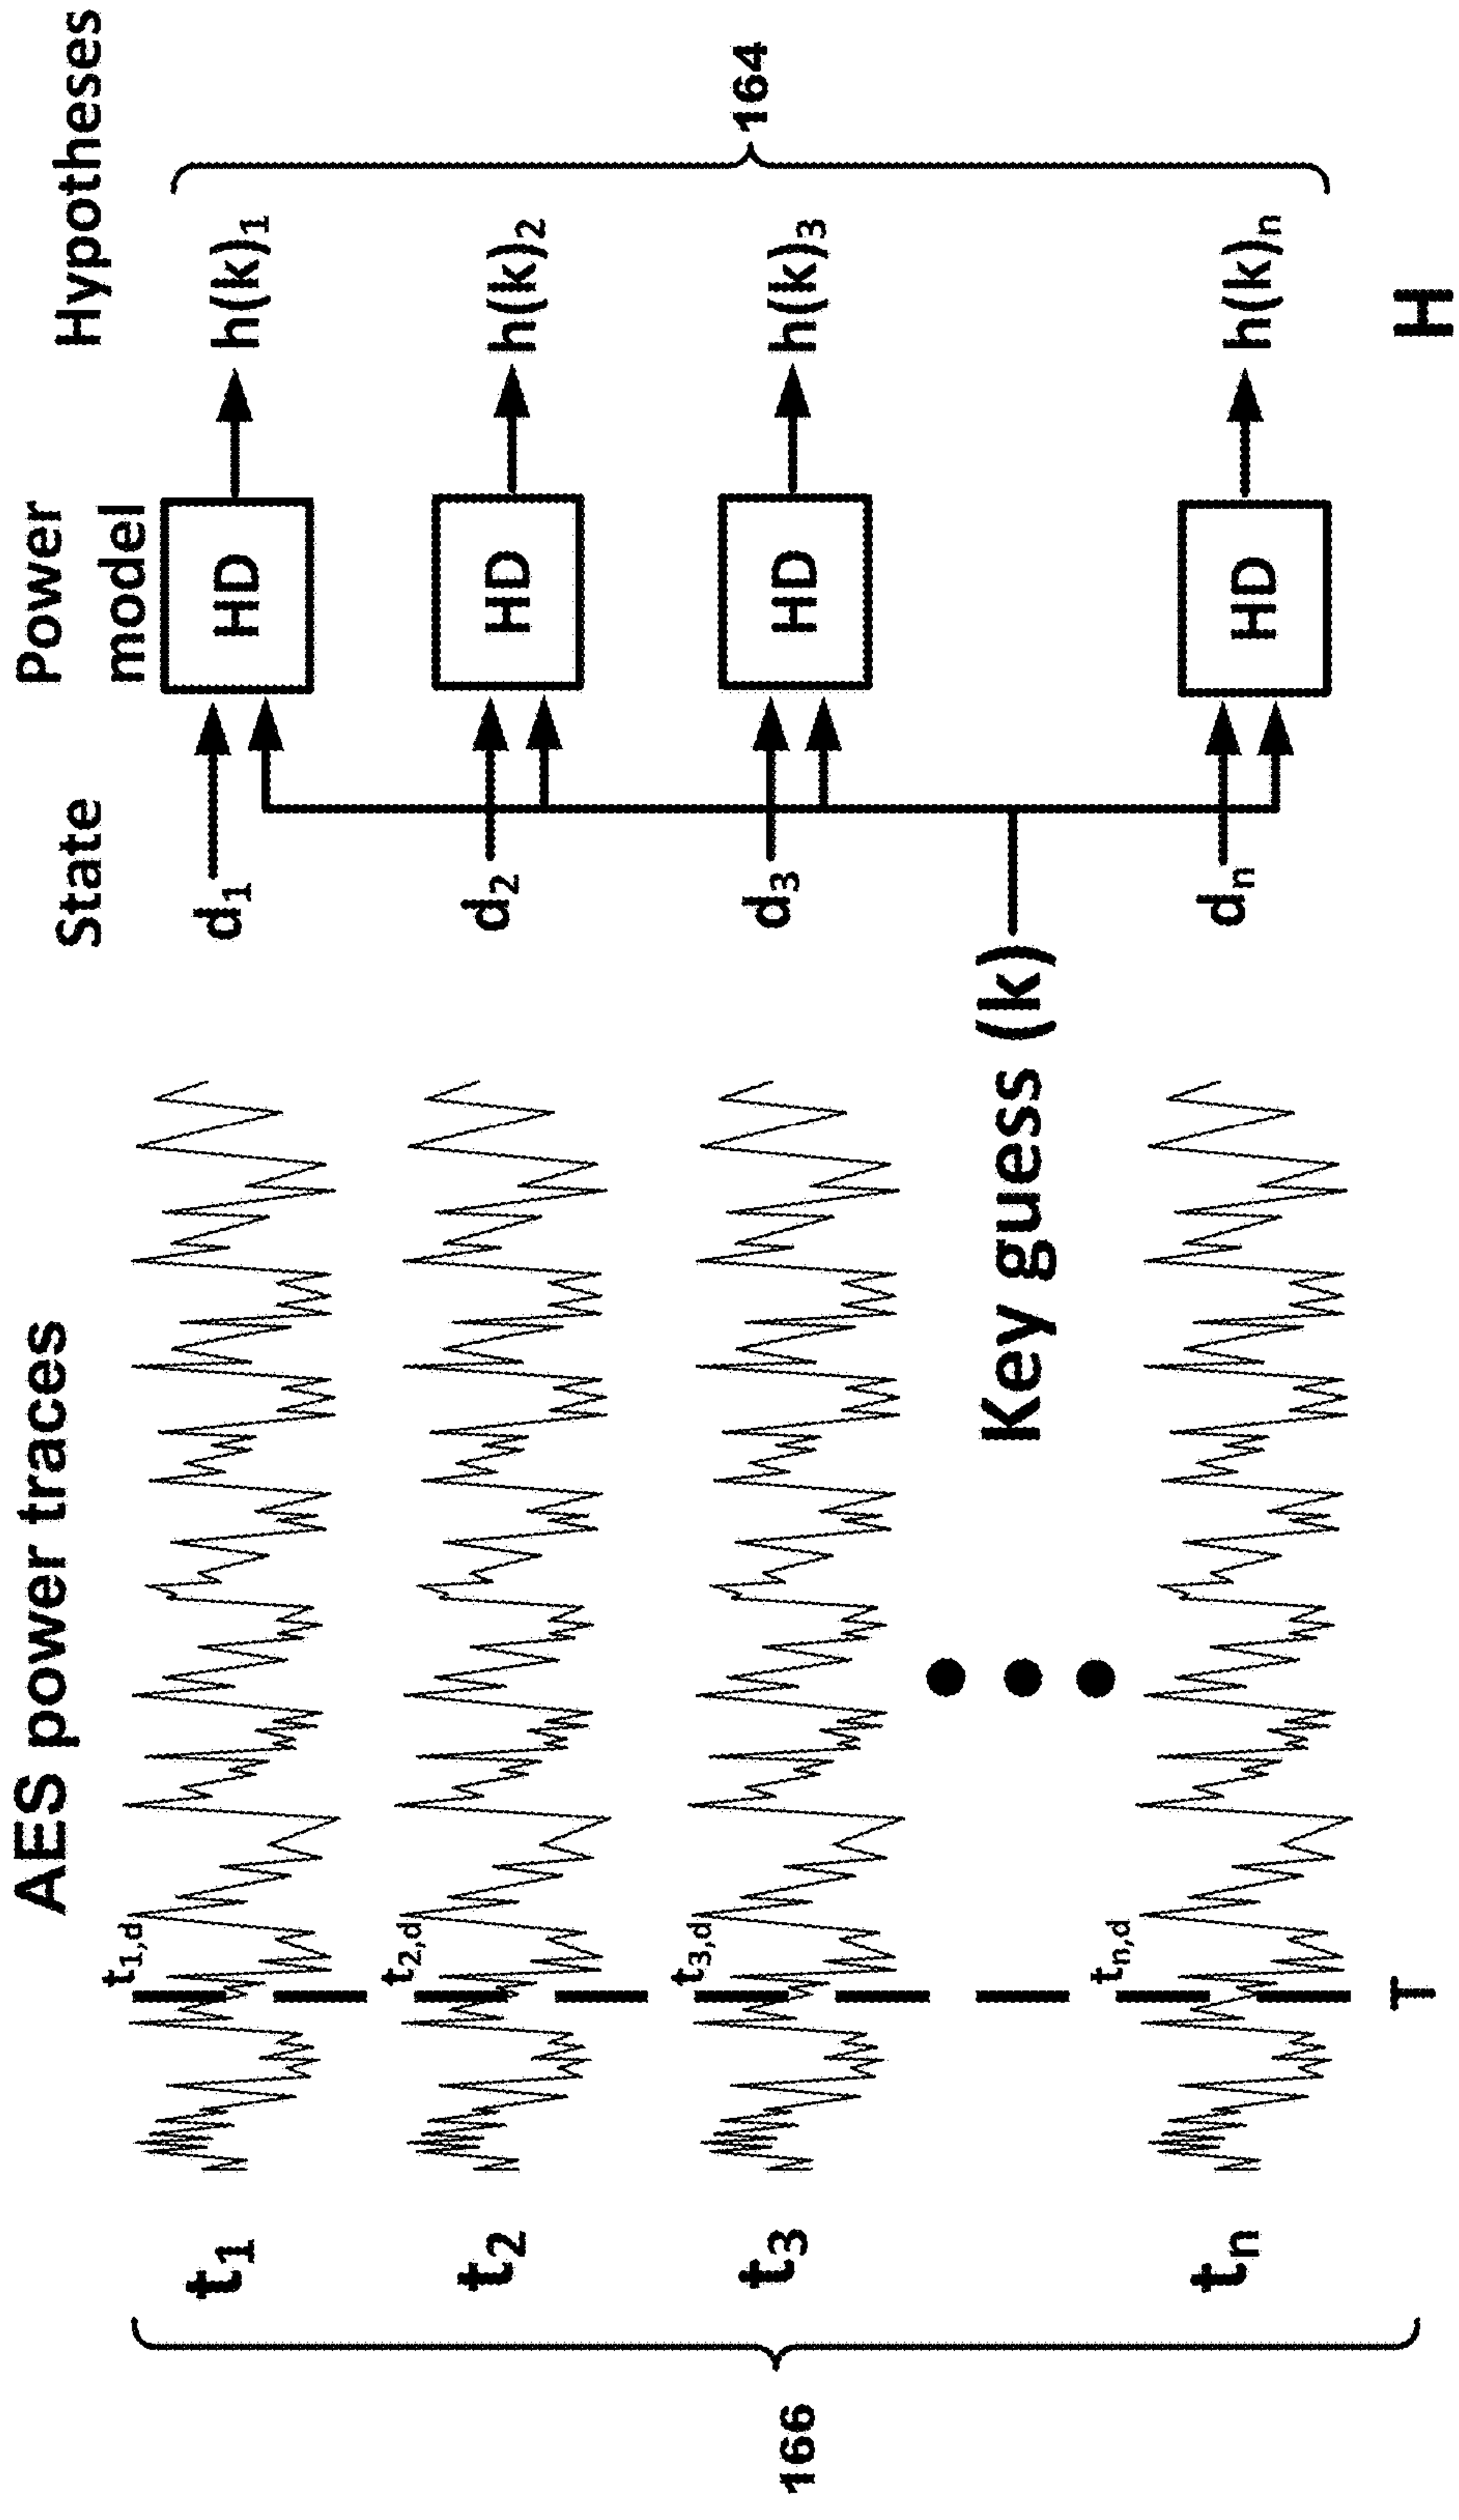 AES power traces
State
Power
model
Hypotheses
166
t₁
t₁,d
d₁
HD
h(k)₁
t₂
t₂,d
d₂
HD
h(k)₂
t₃
t₃,d
d₃
HD
h(k)₃
164
Key guess (k)
tₙ
tₙ,d
dₙ
HD
h(k)ₙ
T
H